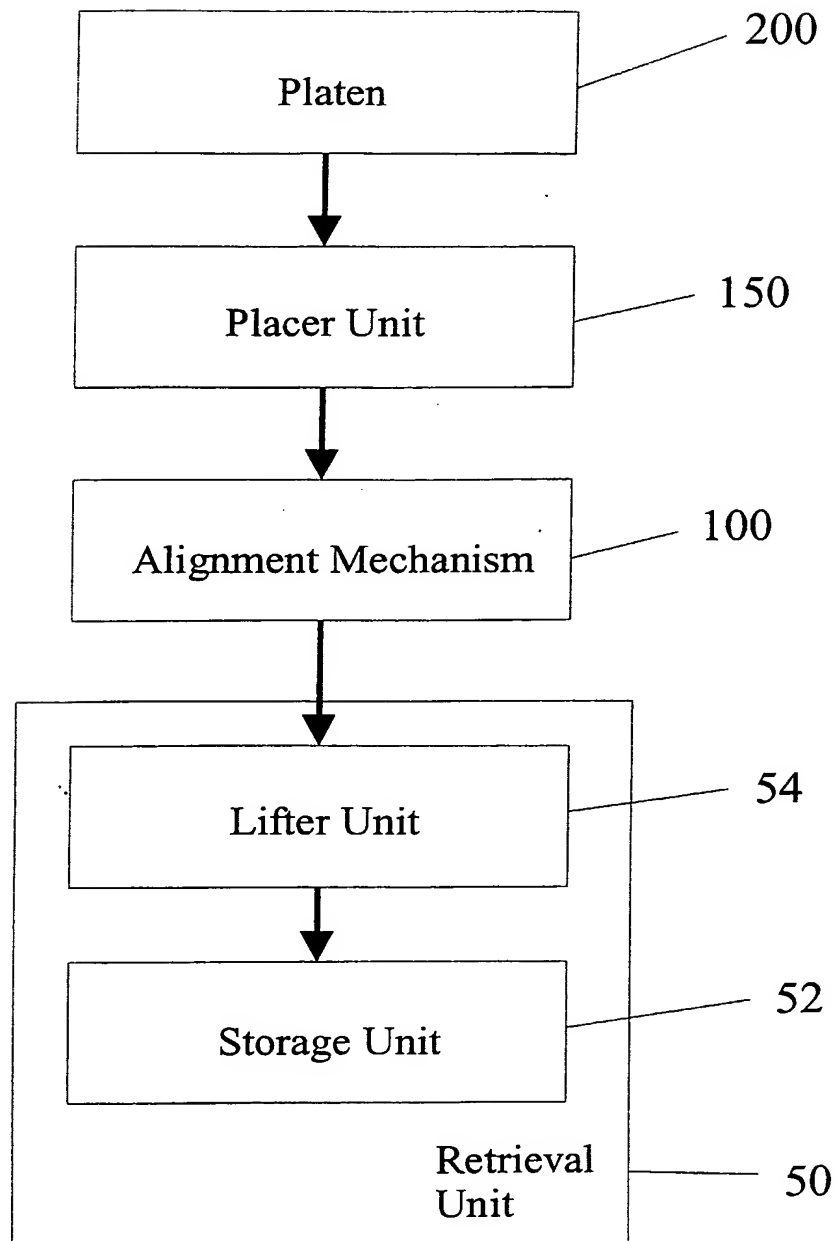 200
Platen
150
Placer Unit
100
Alignment Mechanism
54
Lifter Unit
52
Storage Unit
Retrieval
Unit
50